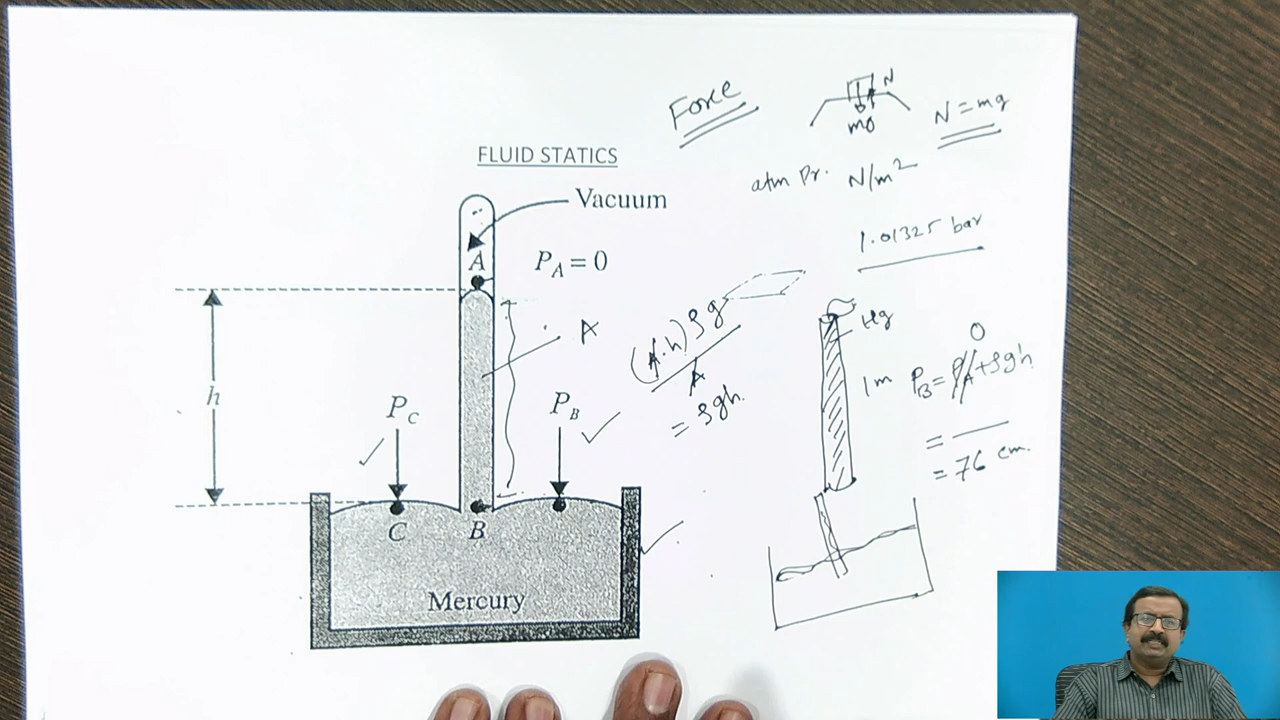 Force
N
mg
N = mg
FLUID STATICS
atm Pr. N/m²
Vacuum
1.01325 bar
A
P_A = 0
A
(A·h)ρg
A
= ρgh.
Hg
1m
0
P_B = P_A + ρgh
=
= 76 cm.
h
P_C
P_B
C
B
Mercury